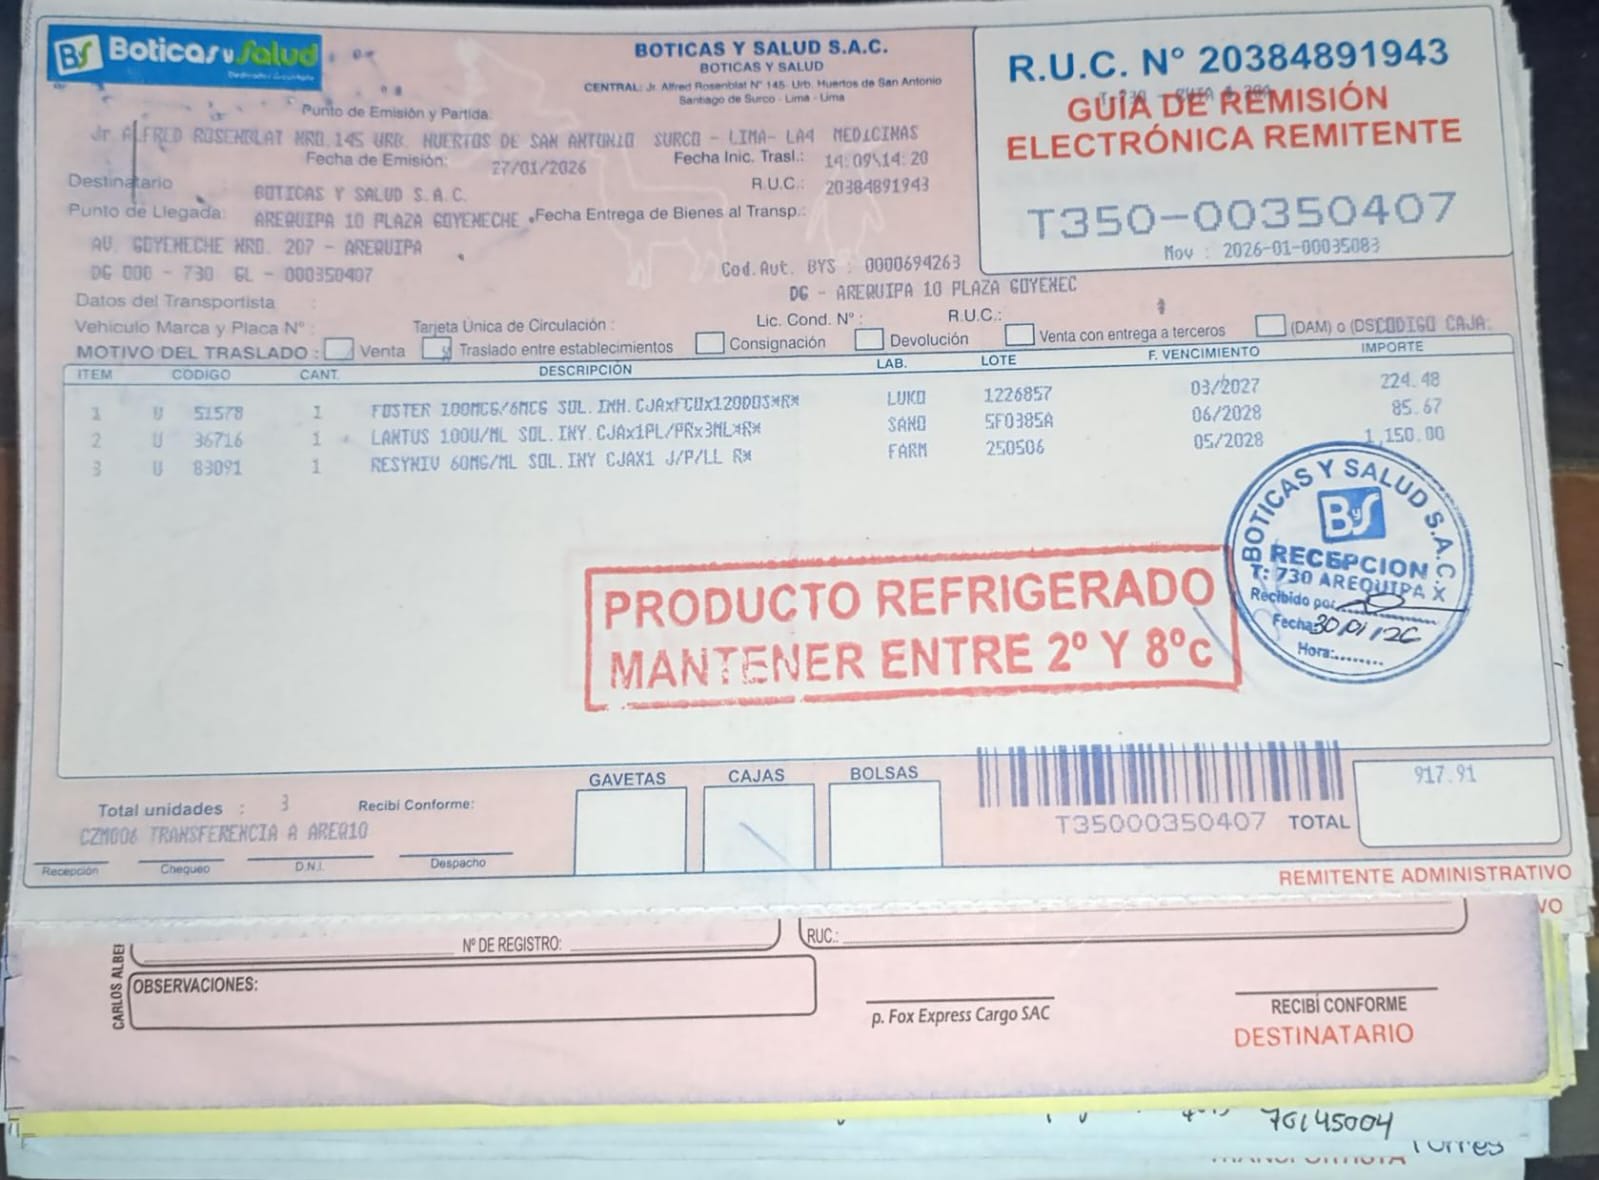 BS Boticas y Salud
BOTICAS Y SALUD S.A.C.
BOTICAS Y SALUD
CENTRAL: Jr. Alfred Rosenblat N° 145- Urb. Huertos de San Antonio
Santiago de Surco - Lima - Lima
R.U.C. N° 20384891943
GUÍA DE REMISIÓN
ELECTRÓNICA REMITENTE
T350-00350407
Mov : 2026-01-00035083
Punto de Emisión y Partida:
Jr. ALFRED ROSENBLAT NRO.145 URB. HUERTOS DE SAN ANTONIO SURCO - LIMA- LA4 MEDICINAS
Fecha de Emisión: 27/01/2026 Fecha Inic. Trasl.: 14:09\14:20
Destinatario BOTICAS Y SALUD S.A.C. R.U.C.: 20384891943
Punto de Llegada: AREQUIPA 10 PLAZA GOYENECHE Fecha Entrega de Bienes al Transp.:
AV. GOYENECHE NRO. 207 - AREQUIPA
DG 000 - 730 GL - 000350407 Cod.Aut. BYS : 0000694263
DG - AREQUIPA 10 PLAZA GOYENEC
Datos del Transportista :
Vehiculo Marca y Placa N° : Tarjeta Única de Circulación : Lic. Cond. N° : R.U.C.:
MOTIVO DEL TRASLADO : Venta Traslado entre establecimientos Consignación Devolución Venta con entrega a terceros (DAM) o (DS CODIGO CAJA:
ITEM CÓDIGO CANT. DESCRIPCIÓN LAB. LOTE F. VENCIMIENTO IMPORTE
1 U 51578 1 FOSTER 100MCG/6MCG SOL.INH.CJAxFCOx120DOS*R* LUKO 1226857 03/2027 224.48
2 U 36716 1 LANTUS 100U/ML SOL.INY.CJAx1PL/PRx3ML*R* SANO 5F0385A 06/2028 85.67
3 U 83091 1 RESYNIV 60MG/ML SOL.INY CJAX1 J/P/LL R* FARM 250506 05/2028 1,150.00
BOTICAS Y SALUD S.A.C.
ByS
RECEPCION
T: 730 AREQUIPA X
Recibido por
Fecha: 30/01/26
Hora:........
PRODUCTO REFRIGERADO
MANTENER ENTRE 2º Y 8ºc
GAVETAS CAJAS BOLSAS
Total unidades : 3 Recibí Conforme:
CZM006 TRANSFERENCIA A AREQ10
T35000350407 TOTAL 917.91
Recepción Chequeo D.N.I. Despacho
REMITENTE ADMINISTRATIVO
VO
CARLOS ALBE
Nº DE REGISTRO: RUC.:
OBSERVACIONES:
p. Fox Express Cargo SAC
RECIBÍ CONFORME
DESTINATARIO
76145004
Torres